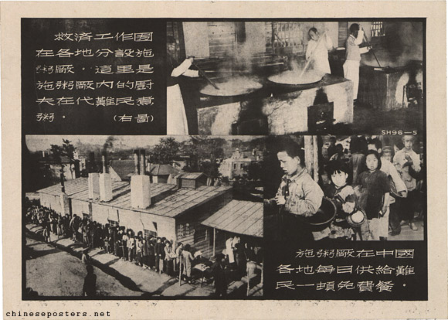 救济工作團
在各地分設施
粥廠．這里是
施粥廠內的厨
夫在代難民煮
粥．(右圖)
SH98-5
施粥廠在中國
各地每日供給難
民一頓免費餐．
chineseposters.net